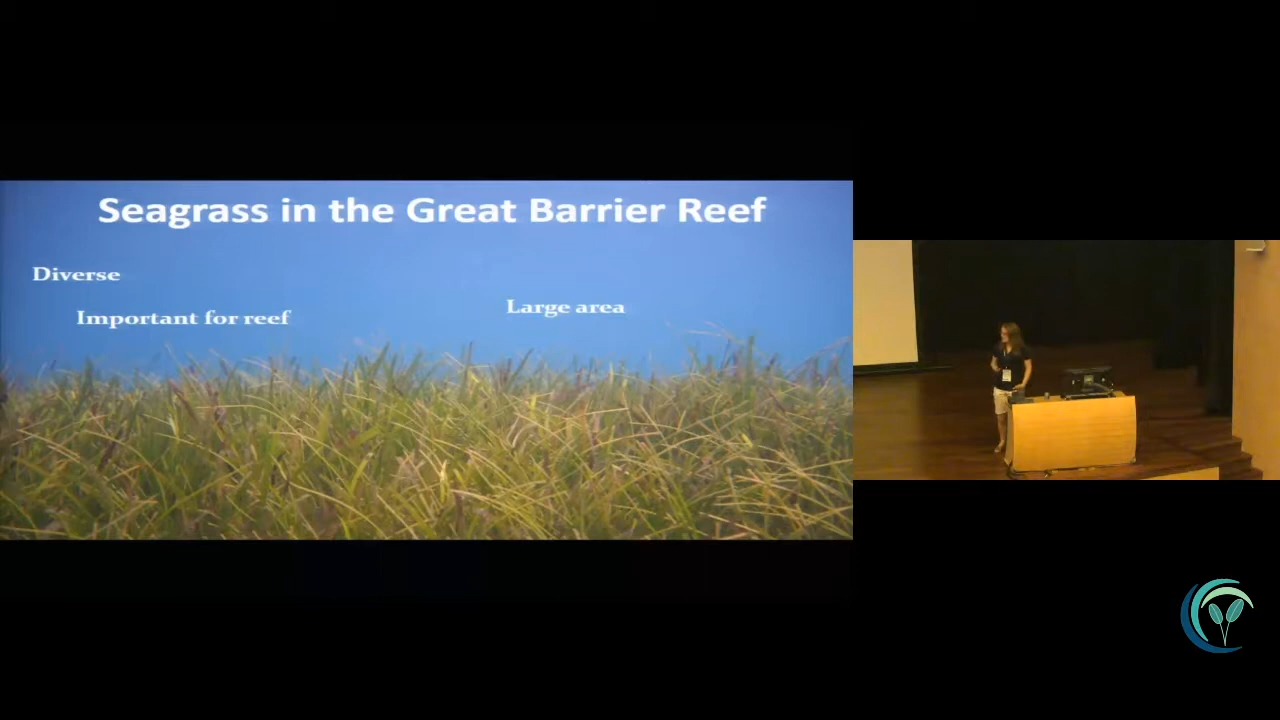 Seagrass in the Great Barrier Reef
Diverse
Large area
Important for reef